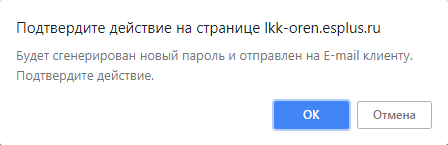 Подтвердите действие на странице lkk-oren.esplus.ru
Будет сгенерирован новый пароль и отправлен на E-mail клиенту.
Подтвердите действие.
ОК Отмена